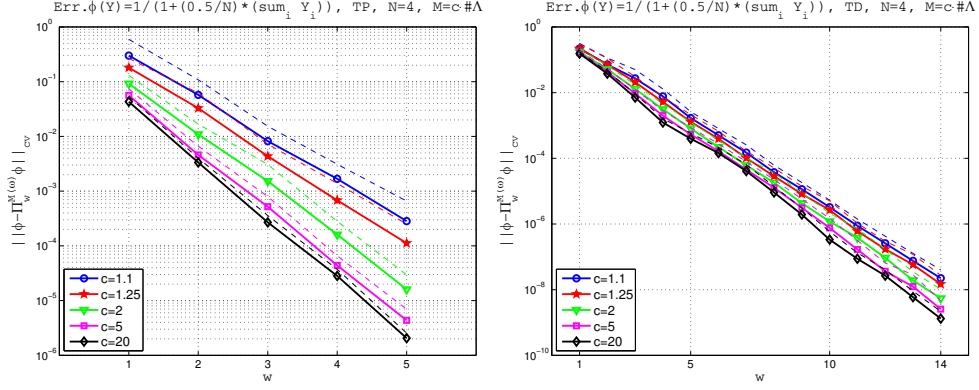 Err.φ(Y)=1/(1+(0.5/N)*(sum_i Y_i)), TP, N=4, M=c·#Λ
10^0
10^-1
10^-2
10^-3
10^-4
10^-5
10^-6
||φ-Π_w^M(ω)φ||_cv
c=1.1
c=1.25
c=2
c=5
c=20
1 2 3 4 5
w
Err.φ(Y)=1/(1+(0.5/N)*(sum_i Y_i)), TD, N=4, M=c·#Λ
10^0
10^-2
10^-4
10^-6
10^-8
10^-10
||φ-Π_w^M(ω)φ||_cv
c=1.1
c=1.25
c=2
c=5
c=20
1 5 10 14
w